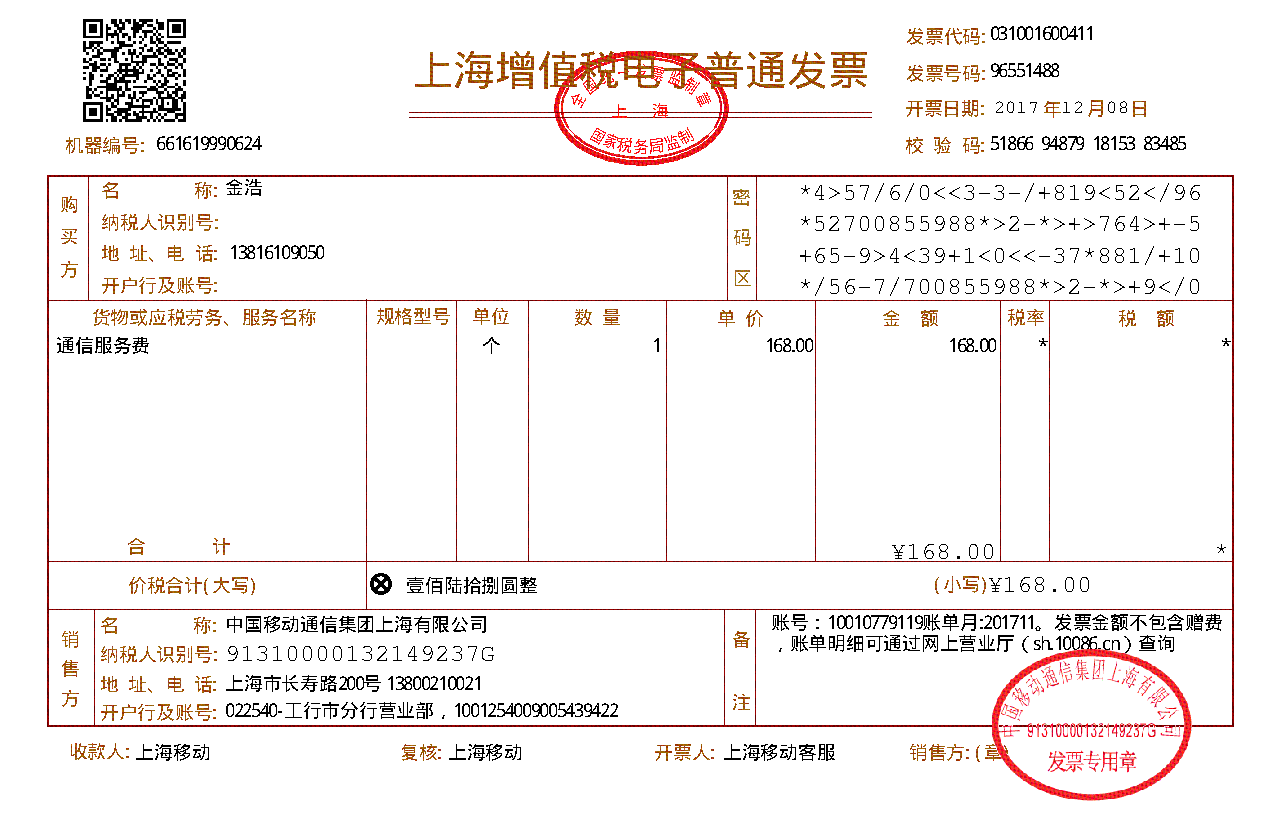 上海增值税电子普通发票
全国统一发票监制章
上 海
国家税务局监制
发票代码: 031001600411
发票号码: 96551488
开票日期: 2017 年12月08日
机器编号: 661619990624
校 验 码: 51866 94879 18153 83485
购买方
名 称: 金浩
纳税人识别号:
地 址、电 话: 13816109050
开户行及账号:
密码区
*4>57/6/0<<3-3-/+819<52</96
*52700855988*>2-*>+>764>+-5
+65-9>4<39+1<0<<-37*881/+10
*/56-7/700855988*>2-*>+9</0
货物或应税劳务、服务名称 规格型号 单位 数 量 单 价 金 额 税率 税 额
通信服务费 个 1 168.00 168.00 * *
合 计 ¥168.00 *
价税合计(大写) ⊗ 壹佰陆拾捌圆整 (小写)¥168.00
销售方
名 称: 中国移动通信集团上海有限公司
纳税人识别号: 91310000132149237G
地 址、电 话: 上海市长寿路200号 13800210021
开户行及账号: 022540-工行市分行营业部，1001254009005439422
备注
账号：10010779119账单月:201711。发票金额不包含赠费
，账单明细可通过网上营业厅（sh.10086.cn）查询
收款人: 上海移动 复核: 上海移动 开票人: 上海移动客服 销售方: (章)
中国移动通信集团上海有限公司
91310000132149237G
发票专用章